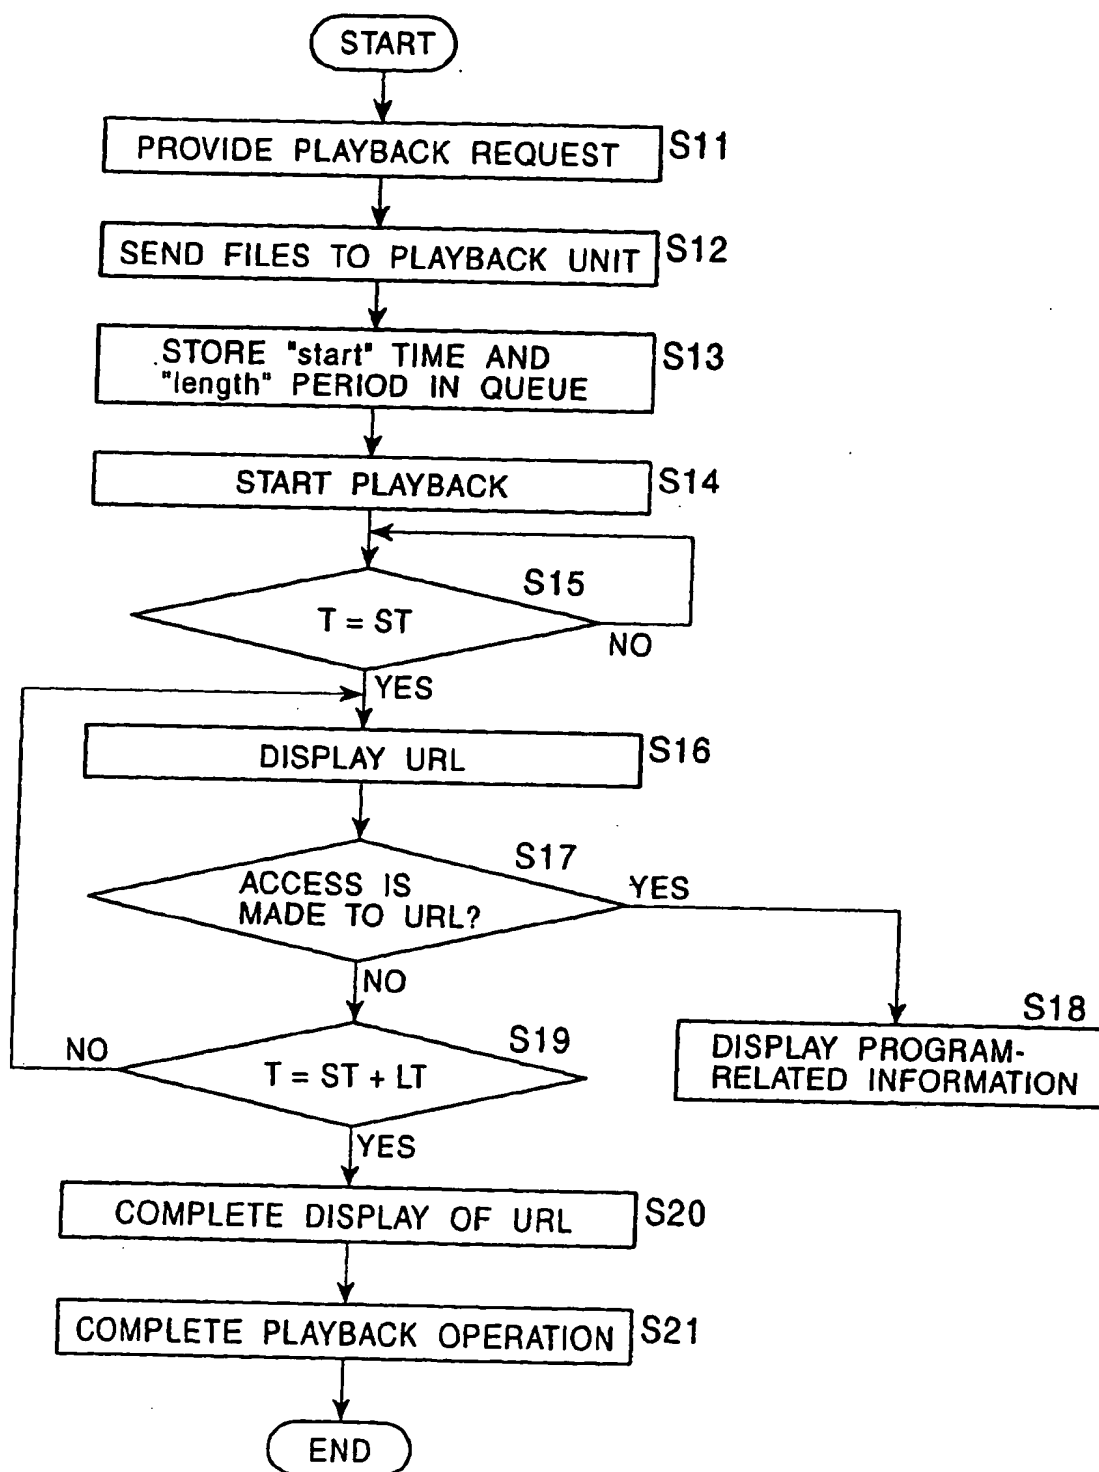 START
PROVIDE PLAYBACK REQUEST
S11
SEND FILES TO PLAYBACK UNIT
S12
STORE "start" TIME AND
"length" PERIOD IN QUEUE
S13
START PLAYBACK
S14
S15
T = ST
NO
YES
DISPLAY URL
S16
S17
ACCESS IS
MADE TO URL?
YES
NO
S18
DISPLAY PROGRAM-
RELATED INFORMATION
S19
T = ST + LT
NO
YES
COMPLETE DISPLAY OF URL
S20
COMPLETE PLAYBACK OPERATION
S21
END